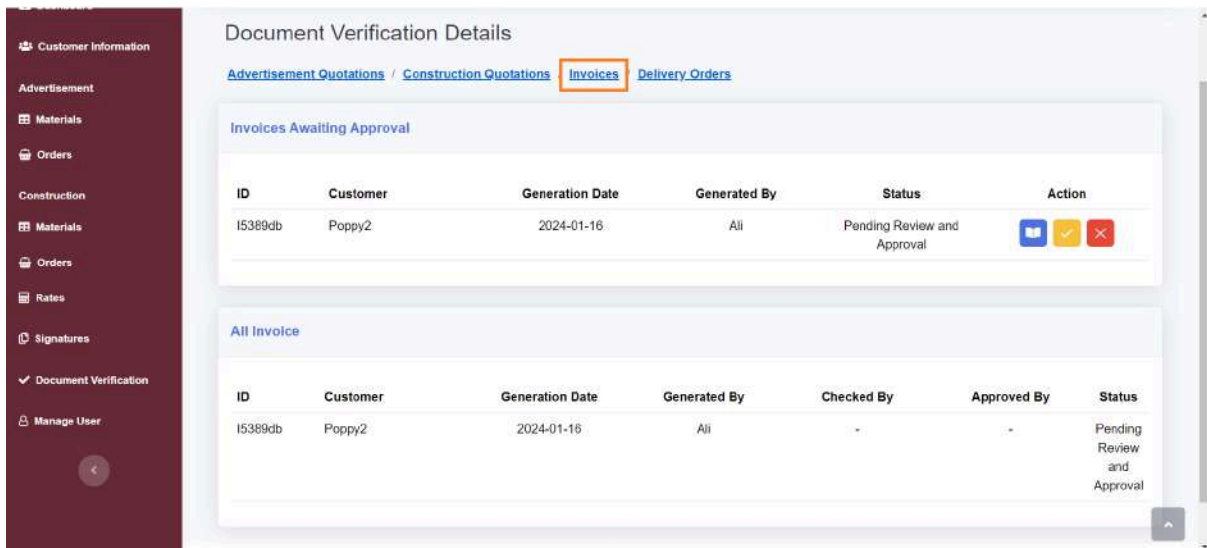 Customer Information
Advertisement
Materials
Orders
Construction
Materials
Orders
Rates
Signatures
Document Verification
Manage User
Document Verification Details
Advertisement Quotations / Construction Quotations / Invoices / Delivery Orders
Invoices Awaiting Approval
ID Customer Generation Date Generated By Status Action
I5389db Poppy2 2024-01-16 Ali Pending Review and
Approval
All Invoice
ID Customer Generation Date Generated By Checked By Approved By Status
I5389db Poppy2 2024-01-16 Ali - - Pending
Review
and
Approval